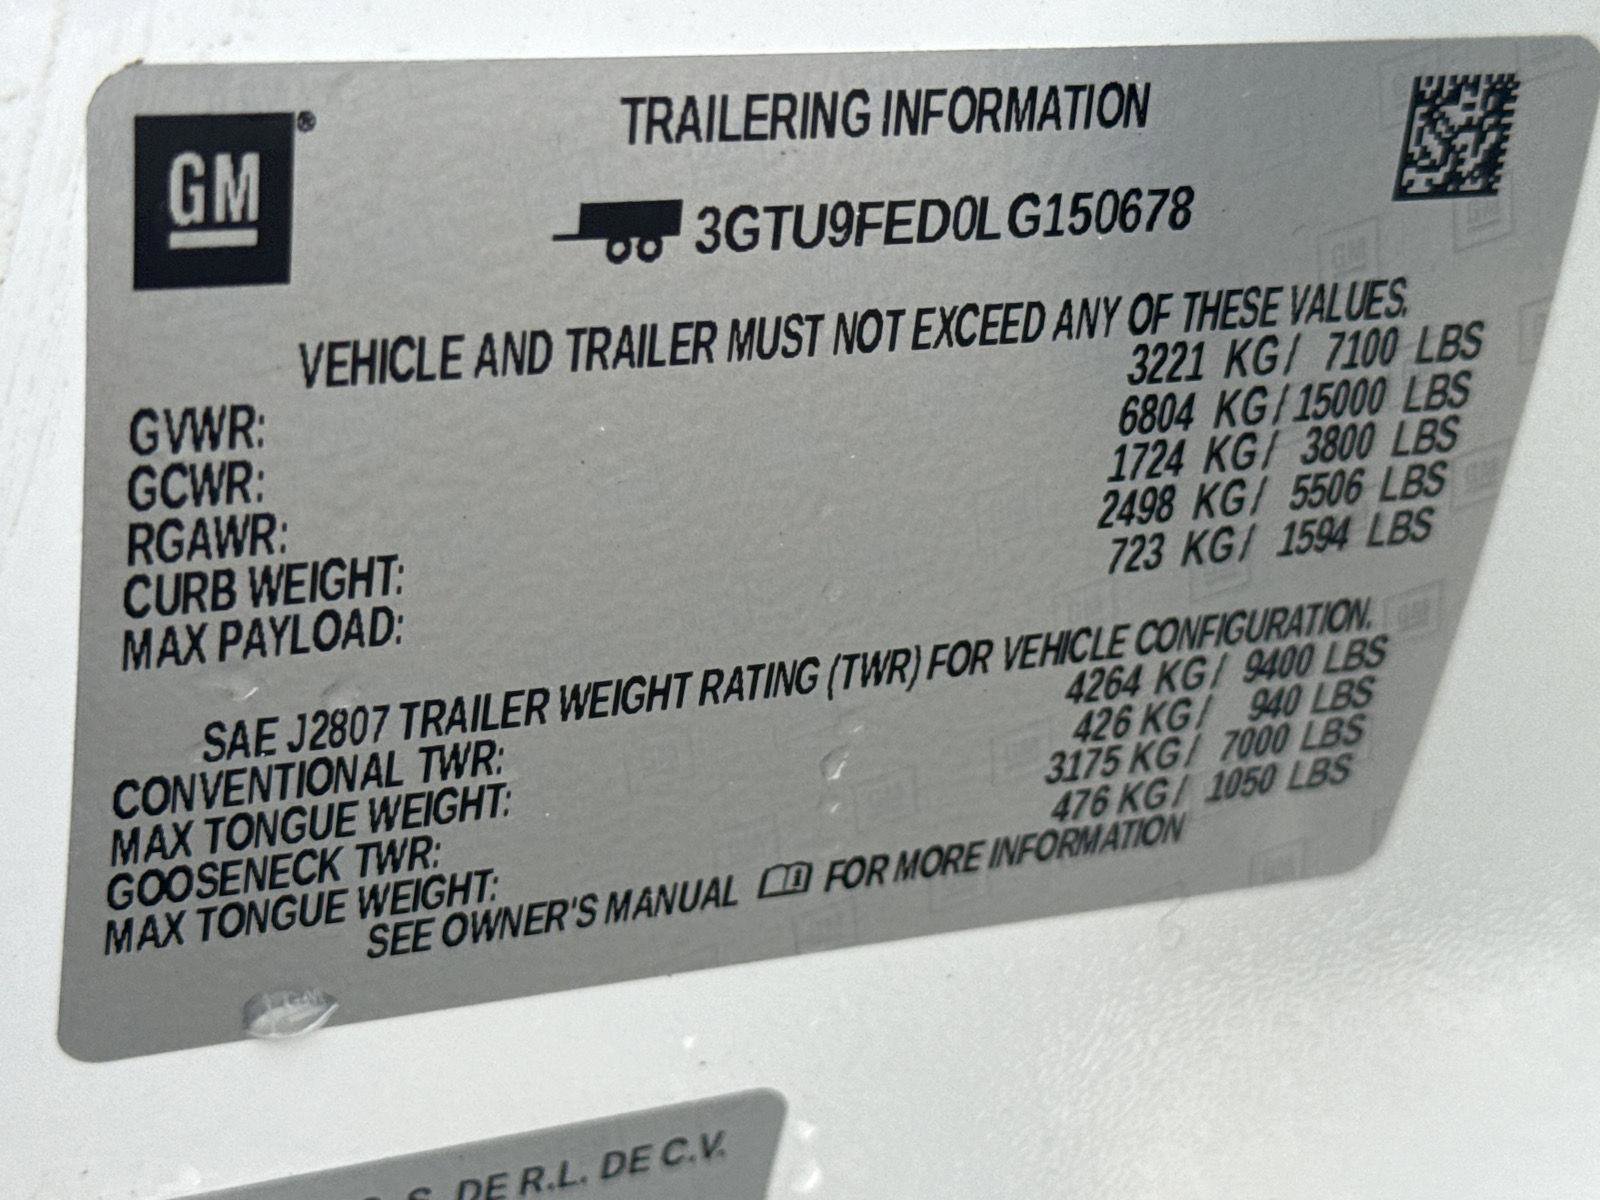 GM®
TRAILERING INFORMATION
3GTU9FED0LG150678
VEHICLE AND TRAILER MUST NOT EXCEED ANY OF THESE VALUES.
GVWR: 3221 KG/ 7100 LBS
GCWR: 6804 KG/15000 LBS
RGAWR: 1724 KG/ 3800 LBS
CURB WEIGHT: 2498 KG/ 5506 LBS
MAX PAYLOAD: 723 KG/ 1594 LBS
SAE J2807 TRAILER WEIGHT RATING (TWR) FOR VEHICLE CONFIGURATION.
CONVENTIONAL TWR: 4264 KG/ 9400 LBS
MAX TONGUE WEIGHT: 426 KG/ 940 LBS
GOOSENECK TWR: 3175 KG/ 7000 LBS
MAX TONGUE WEIGHT: 476 KG/ 1050 LBS
SEE OWNER'S MANUAL FOR MORE INFORMATION
S. DE R.L. DE C.V.